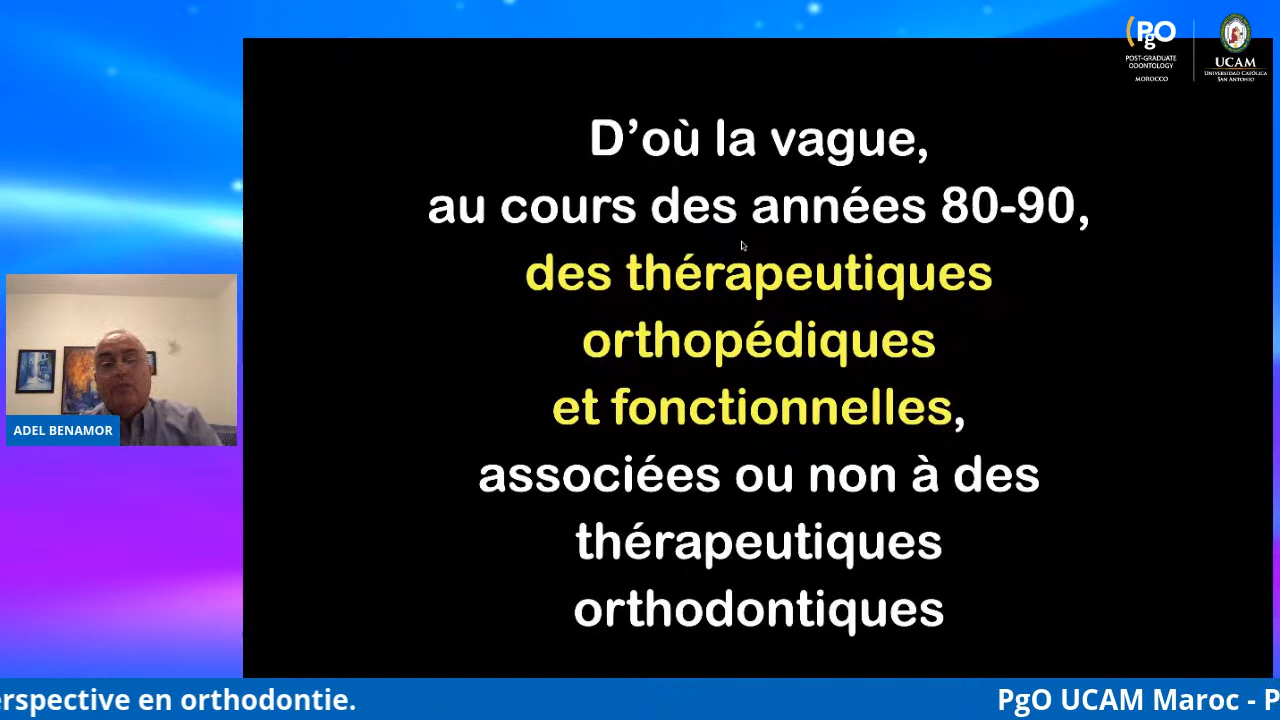 PgO
POST-GRADUATE
ODONTOLOGY
MOROCCO
UCAM
UNIVERSIDAD CATÓLICA
SAN ANTONIO
D’où la vague,
au cours des années 80-90,
des thérapeutiques
orthopédiques
et fonctionnelles,
associées ou non à des
thérapeutiques
orthodontiques
ADEL BENAMOR
erspective en orthodontie.
PgO UCAM Maroc - P